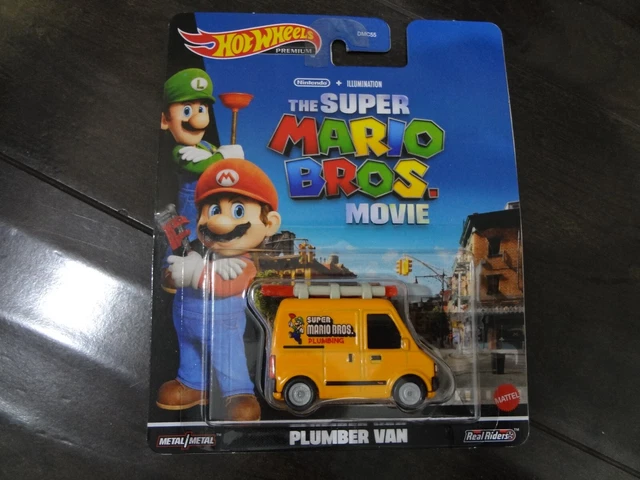 HOT WHEELS
PREMIUM
DMC55
Nintendo + ILLUMINATION
THE SUPER
MARIO
BROS.
MOVIE
L
M
SUPER
MARIO BROS.
PLUMBING
MATTEL
METAL/METAL
PLUMBER VAN
Real Riders